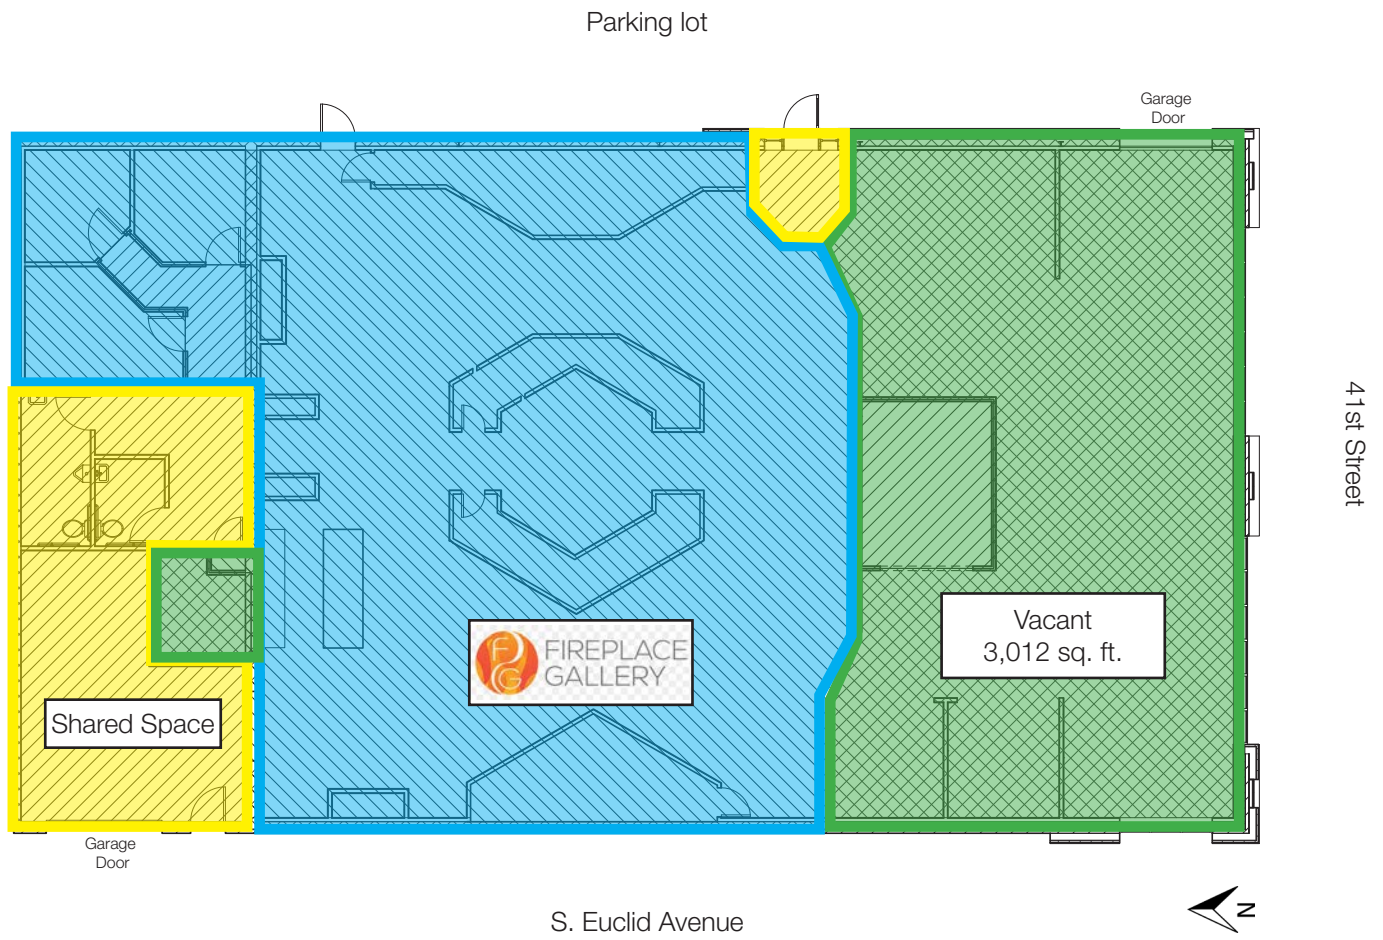 Parking lot
Garage
Door
41st Street
FG
FIREPLACE
GALLERY
Vacant
3,012 sq. ft.
Shared Space
Garage
Door
S. Euclid Avenue
N